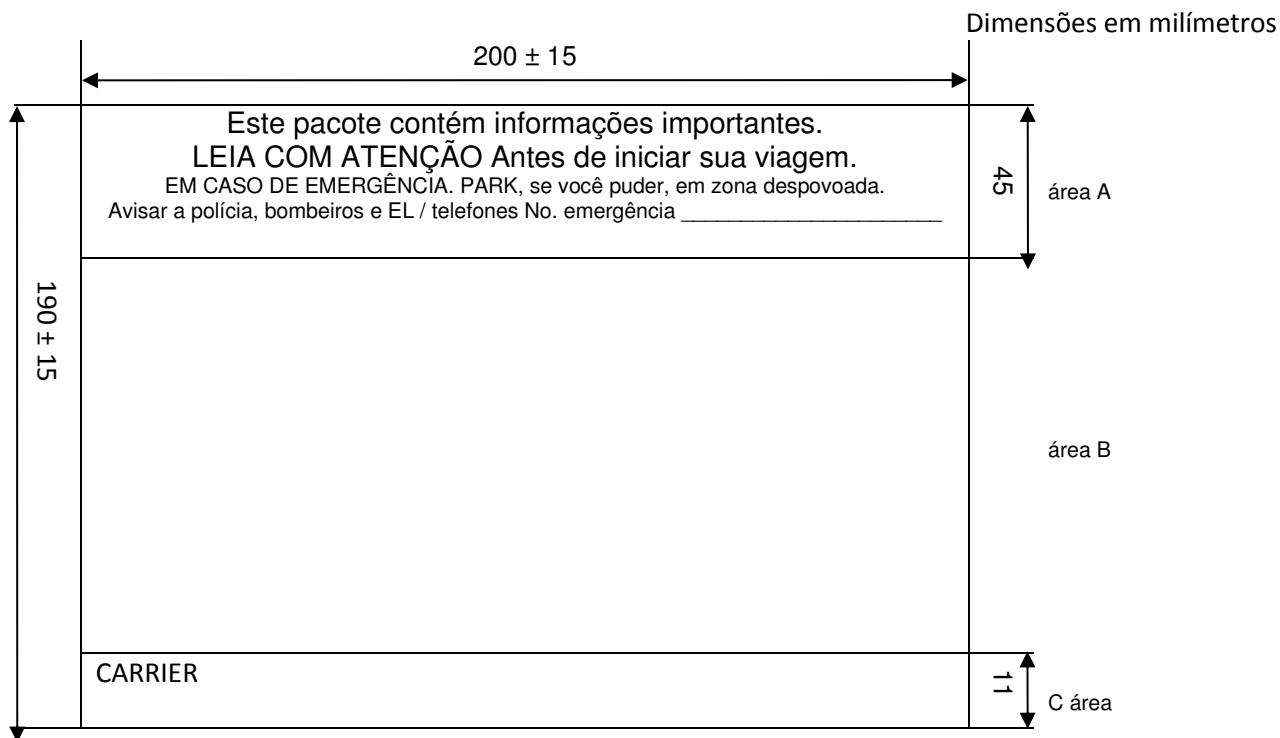 Dimensões em milímetros
200 ± 15
Este pacote contém informações importantes.
LEIA COM ATENÇÃO Antes de iniciar sua viagem.
EM CASO DE EMERGÊNCIA. PARK, se você puder, em zona despovoada.
Avisar a polícia, bombeiros e EL / telefones No. emergência ________________________
45
área A
190 ± 15
área B
CARRIER
11
C área